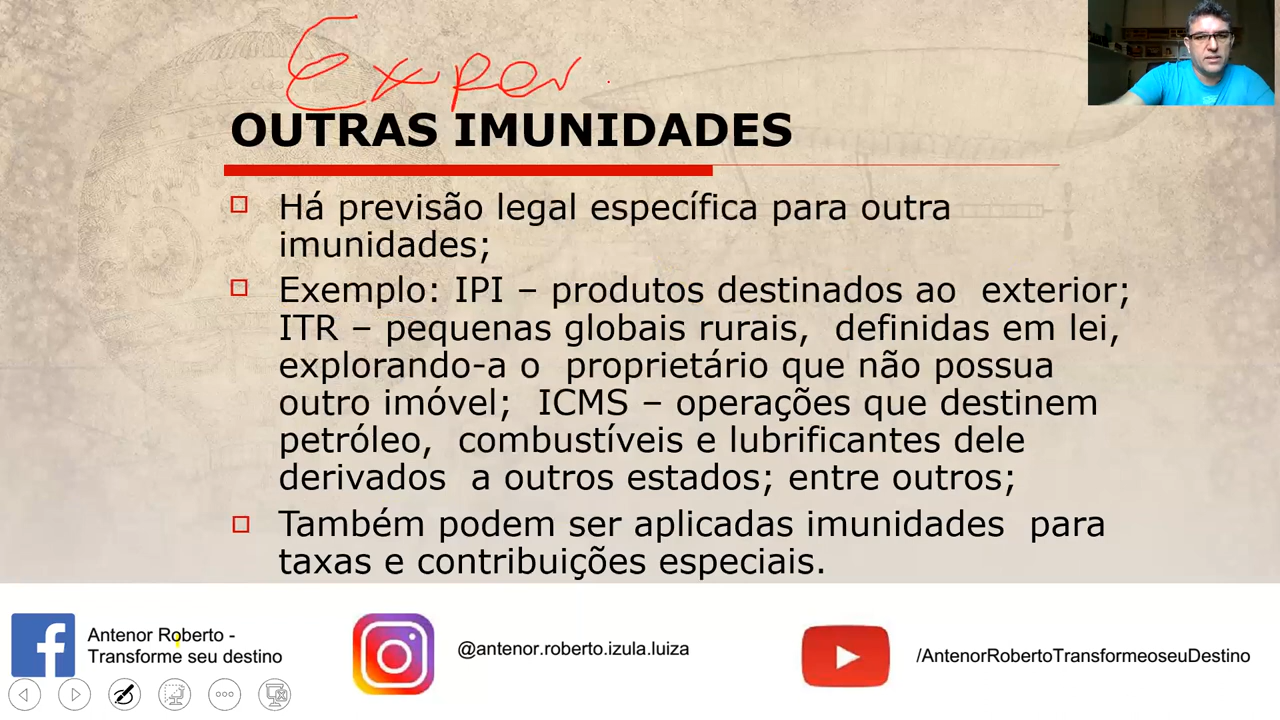 Expor
OUTRAS IMUNIDADES
Há previsão legal específica para outra
imunidades;
Exemplo: IPI – produtos destinados ao exterior;
ITR – pequenas globais rurais, definidas em lei,
explorando-a o proprietário que não possua
outro imóvel; ICMS – operações que destinem
petróleo, combustíveis e lubrificantes dele
derivados a outros estados; entre outros;
Também podem ser aplicadas imunidades para
taxas e contribuições especiais.
Antenor Roberto -
Transforme seu destino
@antenor.roberto.izula.luiza
/AntenorRobertoTransformeoseuDestino